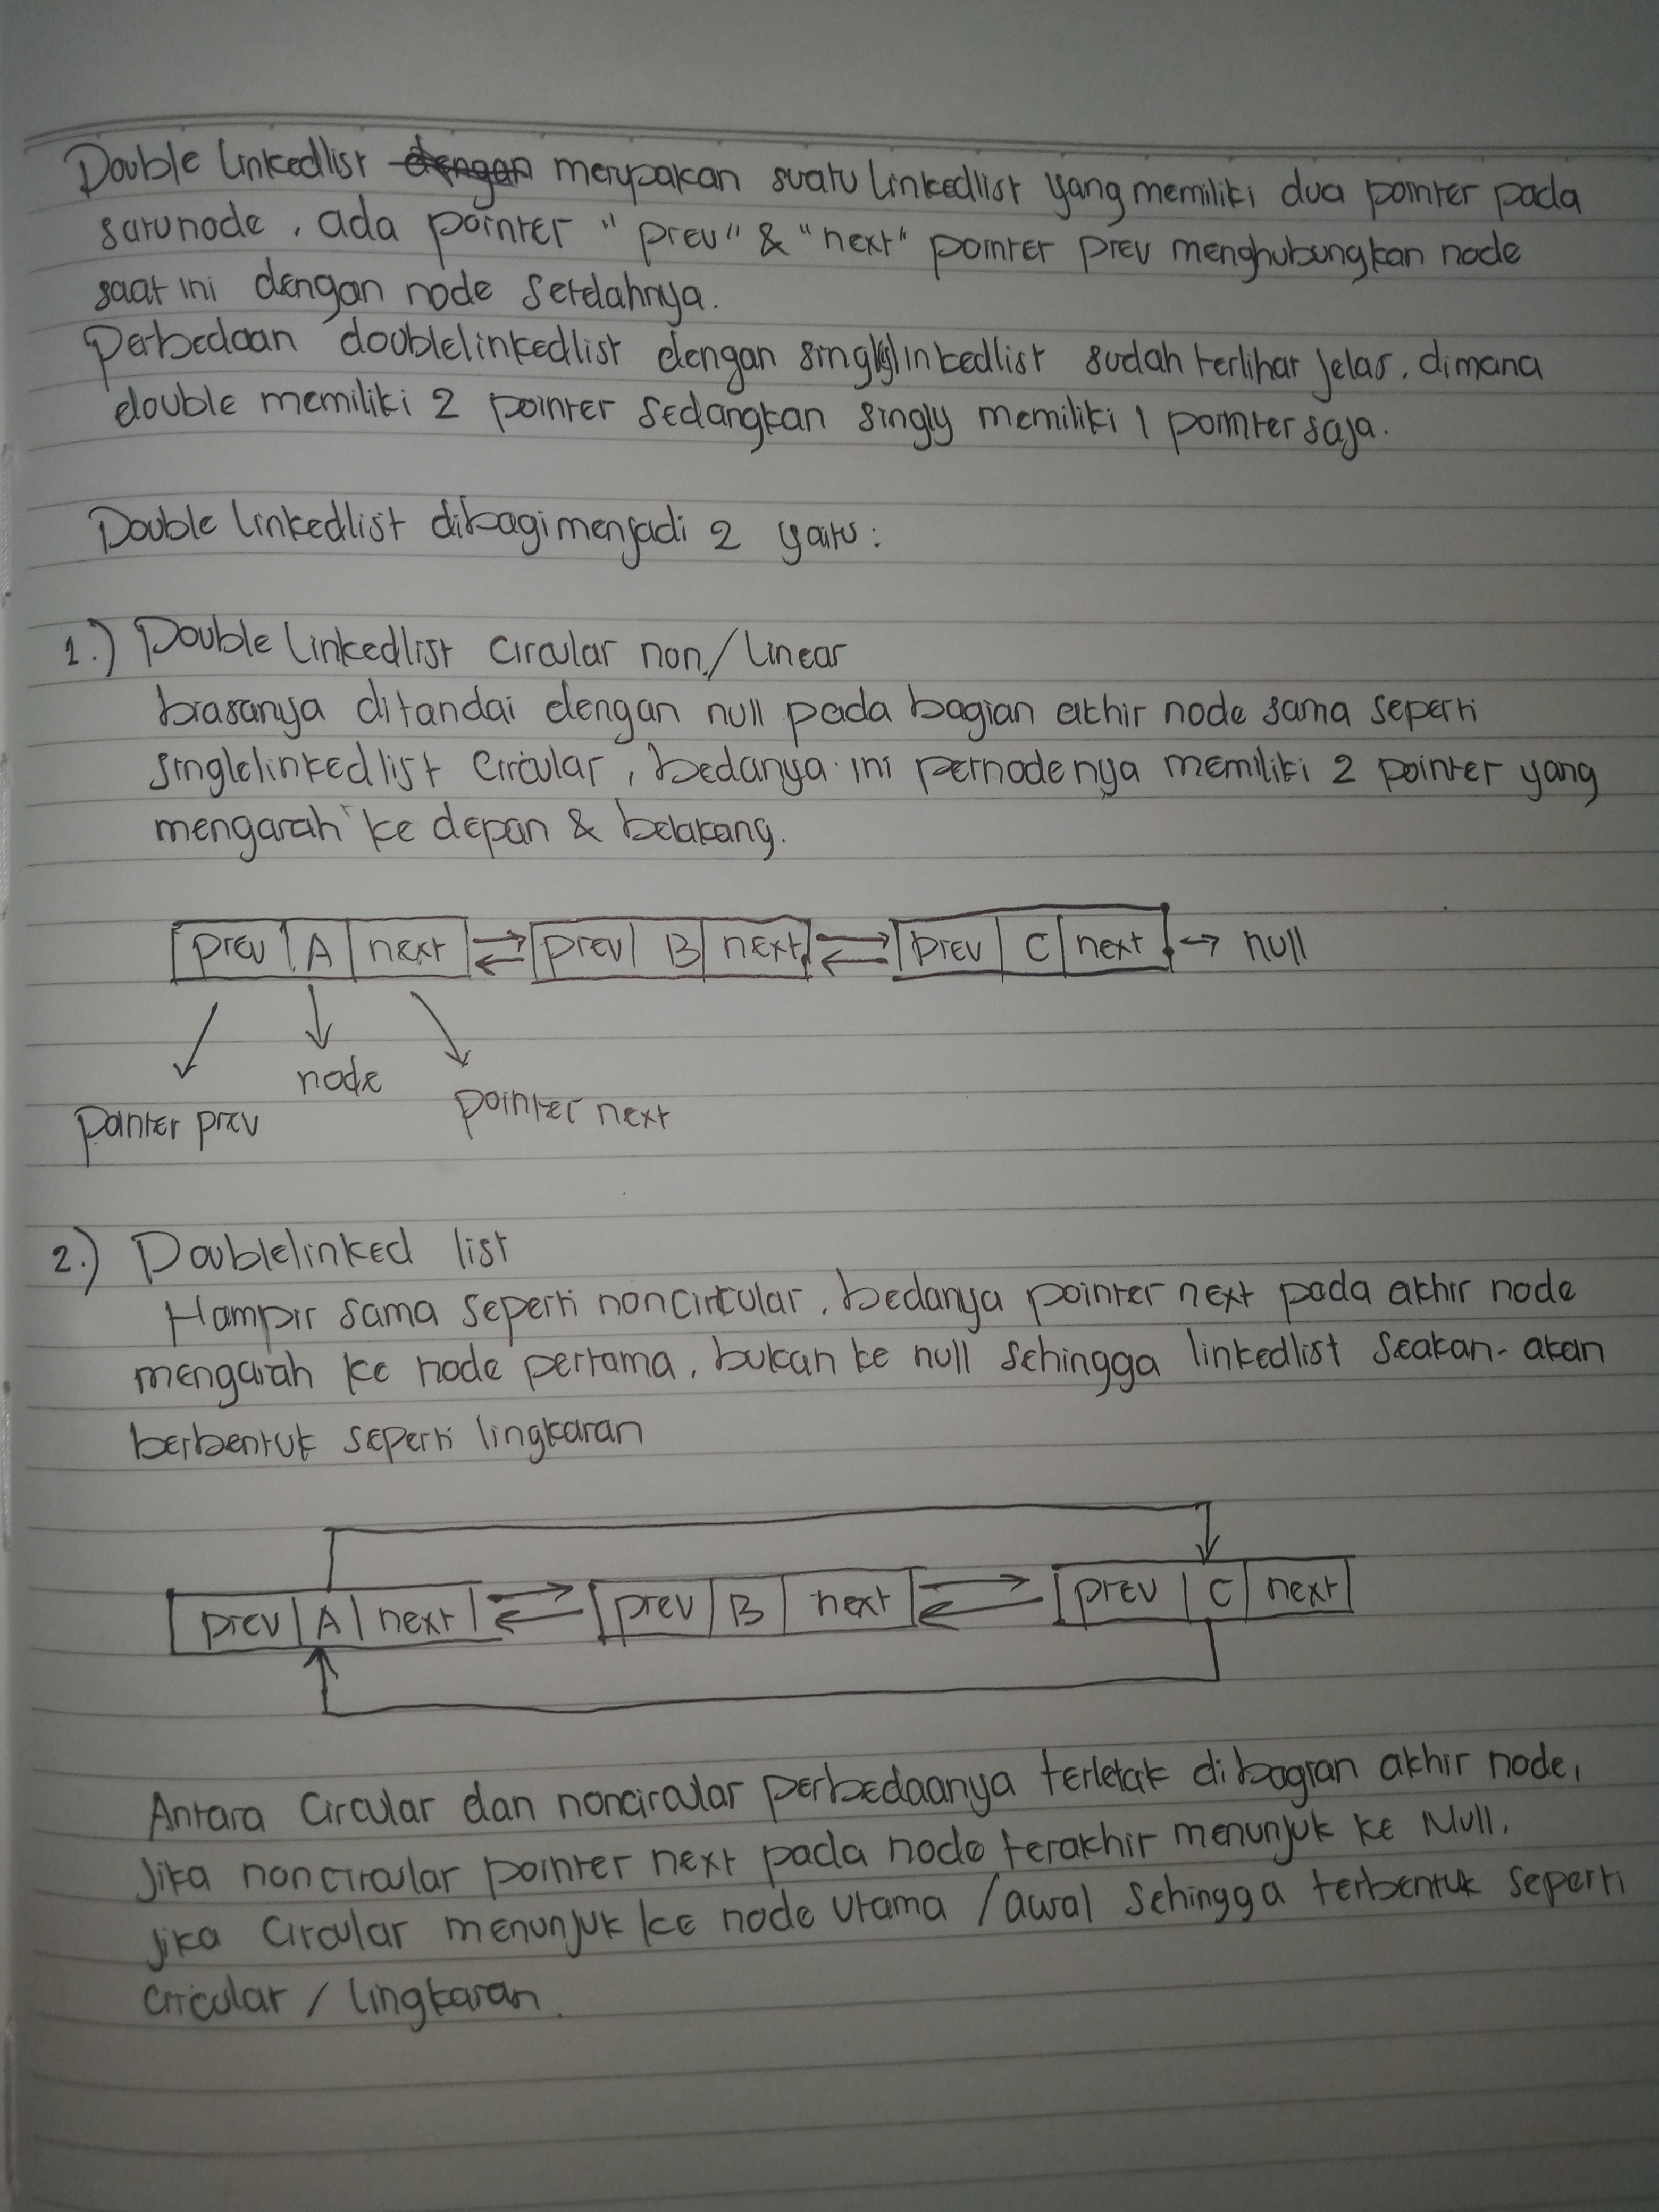 Double linkedlist dengan merupakan suatu linkedlist yang memiliki dua pointer pada
satu node, ada pointer "prev" & "next" pointer prev menghubungkan node
saat ini dengan node setelahnya.
Perbedaan doublelinkedlist dengan singlylinkedlist sudah terlihat jelas, dimana
double memiliki 2 pointer sedangkan singly memiliki 1 pointer saja.
Double linkedlist dibagi menjadi 2 yaitu :
1.) Double linkedlist circular non / linear
biasanya ditandai dengan null pada bagian akhir node sama seperti
singlelinkedlist circular, bedanya ini pernodenya memiliki 2 pointer yang
mengarah ke depan & belakang.
prev A next prev B next prev C next → null
node
pointer prev pointer next
2.) Doublelinked list
Hampir sama seperti noncircular, bedanya pointer next pada akhir node
mengarah ke node pertama, bukan ke null sehingga linkedlist seakan-akan
berbentuk seperti lingkaran
prev A next prev B next prev C next
Antara Circular dan noncircular perbedaanya terletak dibagian akhir node,
Jika noncircular pointer next pada node terakhir menunjuk ke Null,
Jika Circular menunjuk ke node utama / awal sehingga terbentuk seperti
circular / lingkaran.